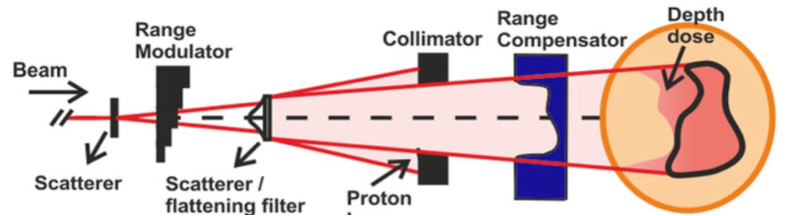 Beam
Range
Modulator
Collimator
Range
Compensator
Depth
dose
Scatterer
Scatterer /
flattening filter
Proton